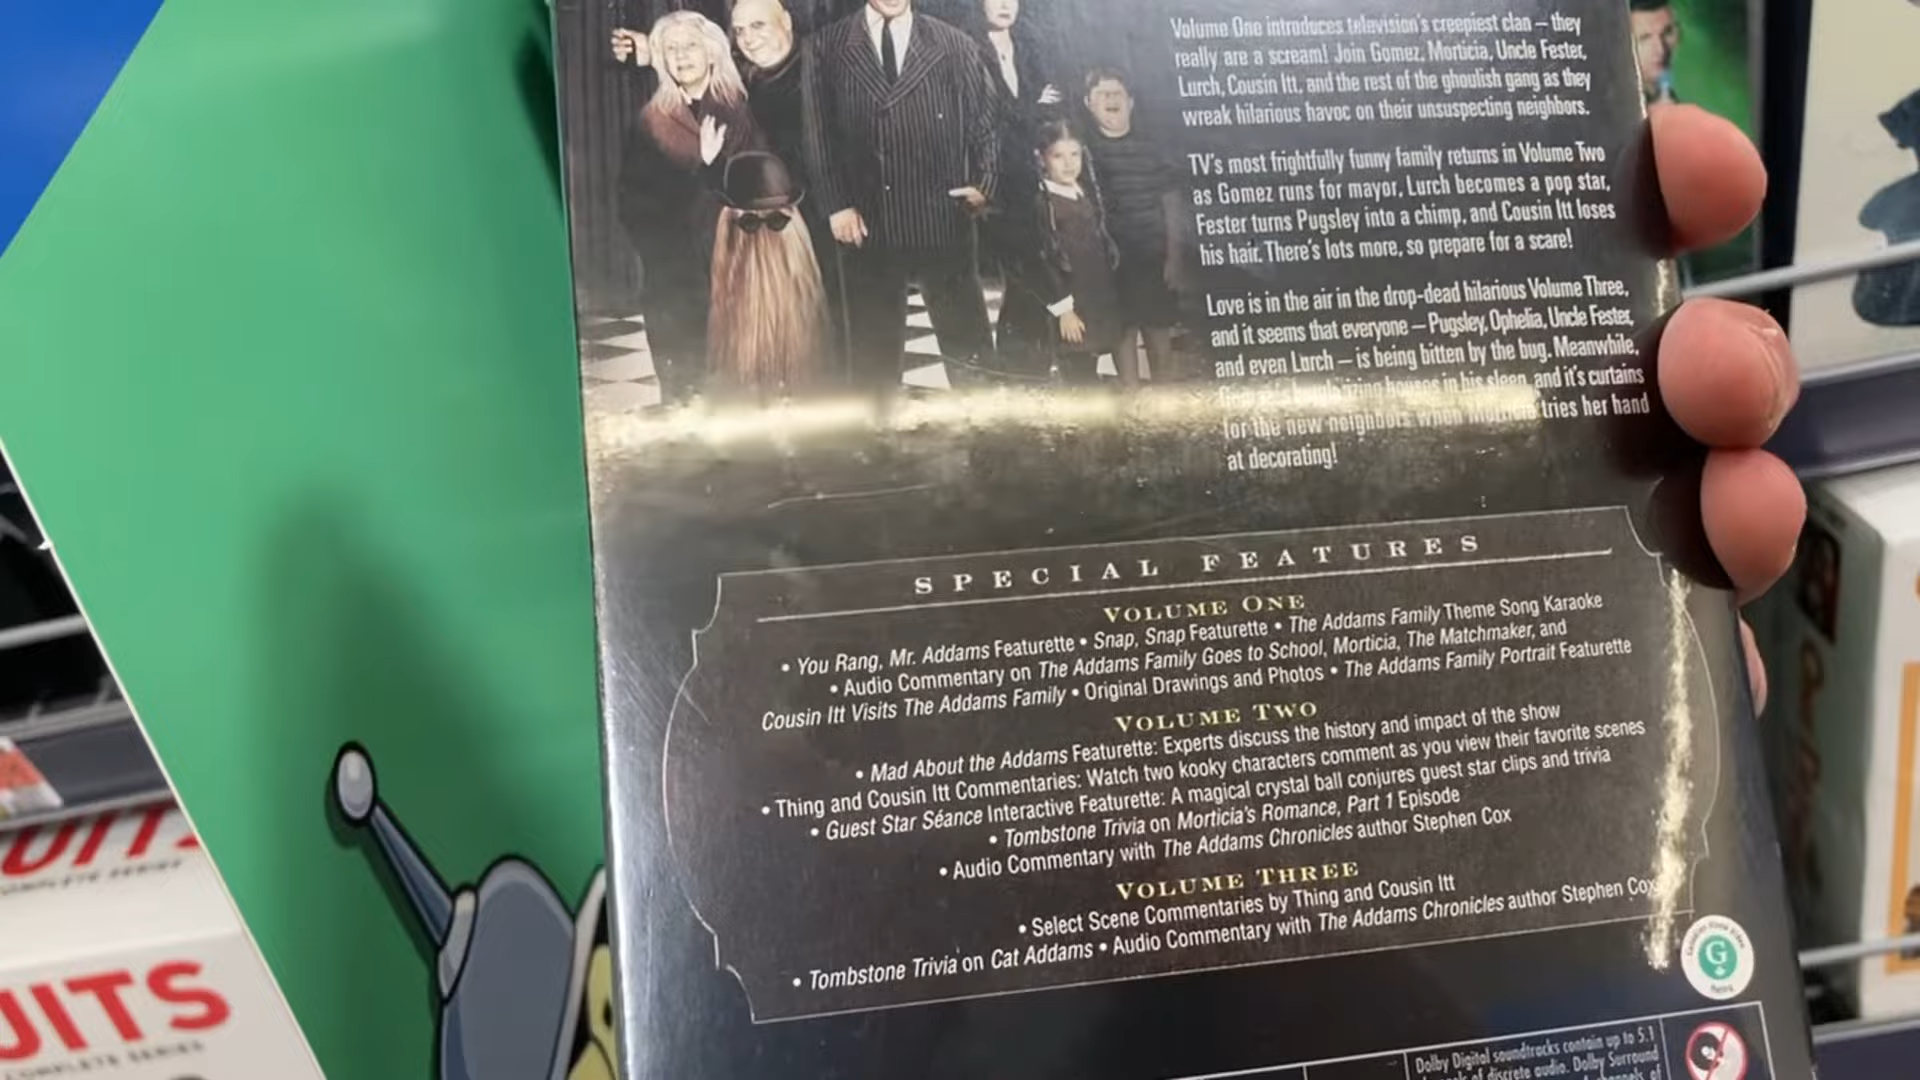 Volume One introduces television's creepiest clan – they
really are a scream! Join Gomez, Morticia, Uncle Fester,
Lurch, Cousin Itt, and the rest of the ghoulish gang as they
wreak hilarious havoc on their unsuspecting neighbors.
TV's most frightfully funny family returns in Volume Two
as Gomez runs for mayor, Lurch becomes a pop star,
Fester turns Pugsley into a chimp, and Cousin Itt loses
his hair. There's lots more, so prepare for a scare!
Love is in the air in the drop-dead hilarious Volume Three,
and it seems that everyone – Pugsley, Ophelia, Uncle Fester,
and even Lurch – is being bitten by the bug. Meanwhile,
houses in his sleep, and it's curtains
for the new neighbors when Morticia tries her hand
at decorating!
SPECIAL FEATURES
VOLUME ONE
• You Rang, Mr. Addams Featurette • Snap, Snap Featurette • The Addams Family Theme Song Karaoke
• Audio Commentary on The Addams Family Goes to School, Morticia, The Matchmaker, and
Cousin Itt Visits The Addams Family • Original Drawings and Photos • The Addams Family Portrait Featurette
VOLUME TWO
• Mad About the Addams Featurette: Experts discuss the history and impact of the show
• Thing and Cousin Itt Commentaries: Watch two kooky characters comment as you view their favorite scenes
• Guest Star Séance Interactive Featurette: A magical crystal ball conjures guest star clips and trivia
• Tombstone Trivia on Morticia's Romance, Part 1 Episode
• Audio Commentary with The Addams Chronicles author Stephen Cox
VOLUME THREE
• Select Scene Commentaries by Thing and Cousin Itt
• Tombstone Trivia on Cat Addams • Audio Commentary with The Addams Chronicles author Stephen Cox
G
Rating
Dolby Digital soundtracks contain up to 5.1
of discrete audio. Dolby Surround
UITS
COMPLETE SERIES
UITS
COMPLETE SERIES